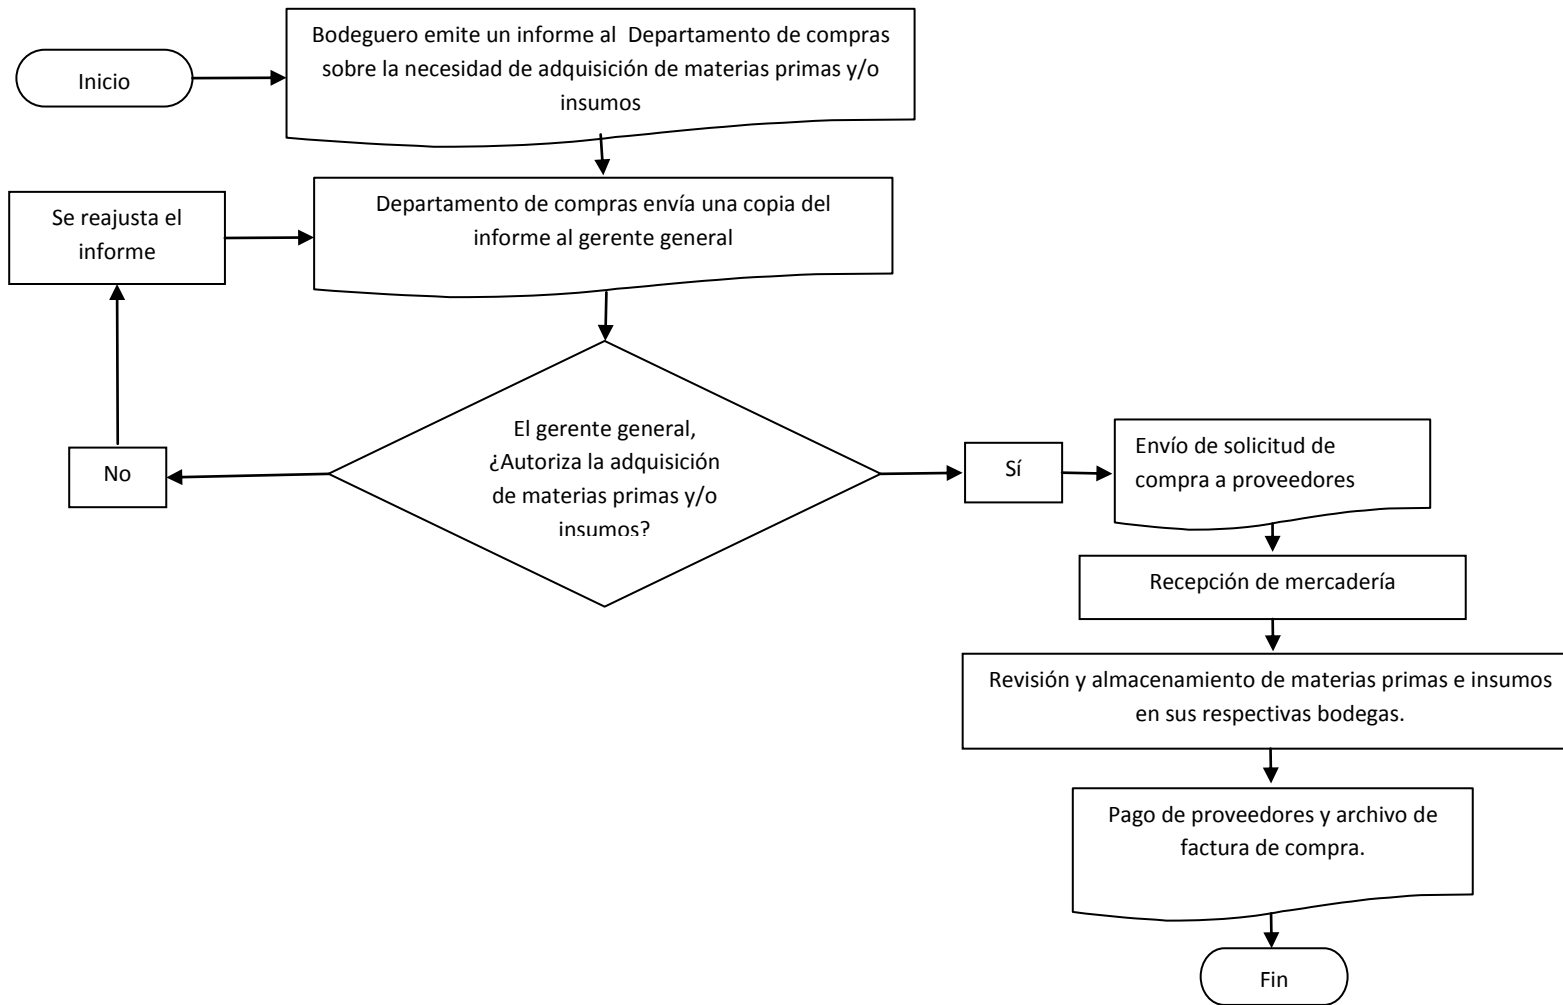 Inicio
Bodeguero emite un informe al Departamento de compras
sobre la necesidad de adquisición de materias primas y/o
insumos
Se reajusta el
informe
Departamento de compras envía una copia del
informe al gerente general
El gerente general,
¿Autoriza la adquisición
de materias primas y/o
insumos?
No
Sí
Envío de solicitud de
compra a proveedores
Recepción de mercadería
Revisión y almacenamiento de materias primas e insumos
en sus respectivas bodegas.
Pago de proveedores y archivo de
factura de compra.
Fin